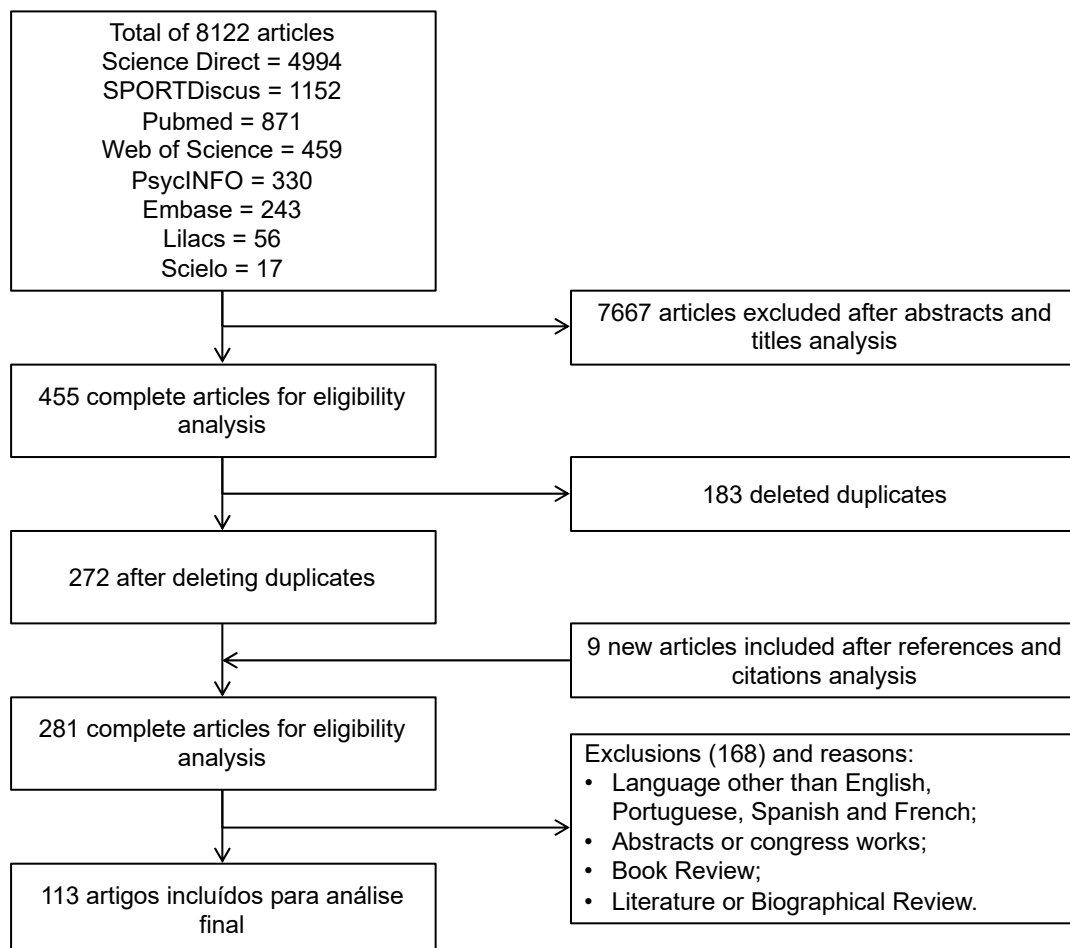 Total of 8122 articles
Science Direct = 4994
SPORTDiscus = 1152
Pubmed = 871
Web of Science = 459
PsycINFO = 330
Embase = 243
Lilacs = 56
Scielo = 17
7667 articles excluded after abstracts and
titles analysis
455 complete articles for eligibility
analysis
183 deleted duplicates
272 after deleting duplicates
9 new articles included after references and
citations analysis
281 complete articles for eligibility
analysis
Exclusions (168) and reasons:
• Language other than English,
Portuguese, Spanish and French;
• Abstracts or congress works;
• Book Review;
• Literature or Biographical Review.
113 artigos incluídos para análise
final